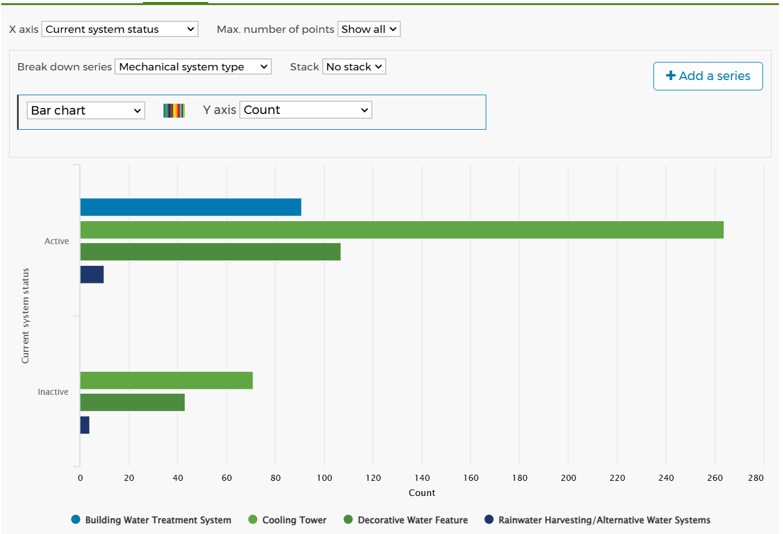 X axis Current system status Max. number of points Show all
Break down series Mechanical system type Stack No stack
+ Add a series
Bar chart Y axis Count
Active
Inactive
Current system status
0 20 40 60 80 100 120 140 160 180 200 220 240 260 280
Count
Building Water Treatment System Cooling Tower Decorative Water Feature Rainwater Harvesting/Alternative Water Systems